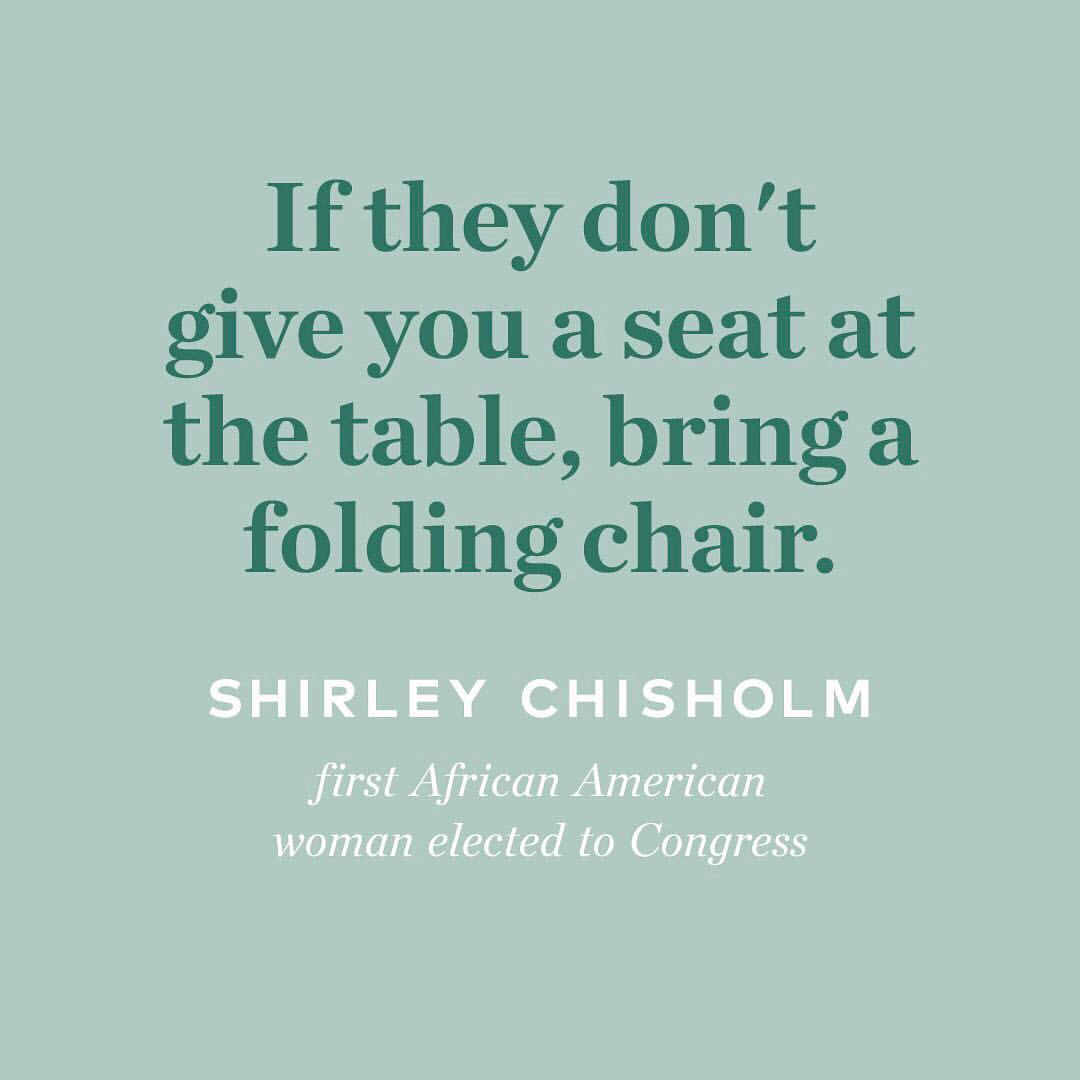 If they don't
give you a seat at
the table, bring a
folding chair.
SHIRLEY CHISHOLM
first African American
woman elected to Congress